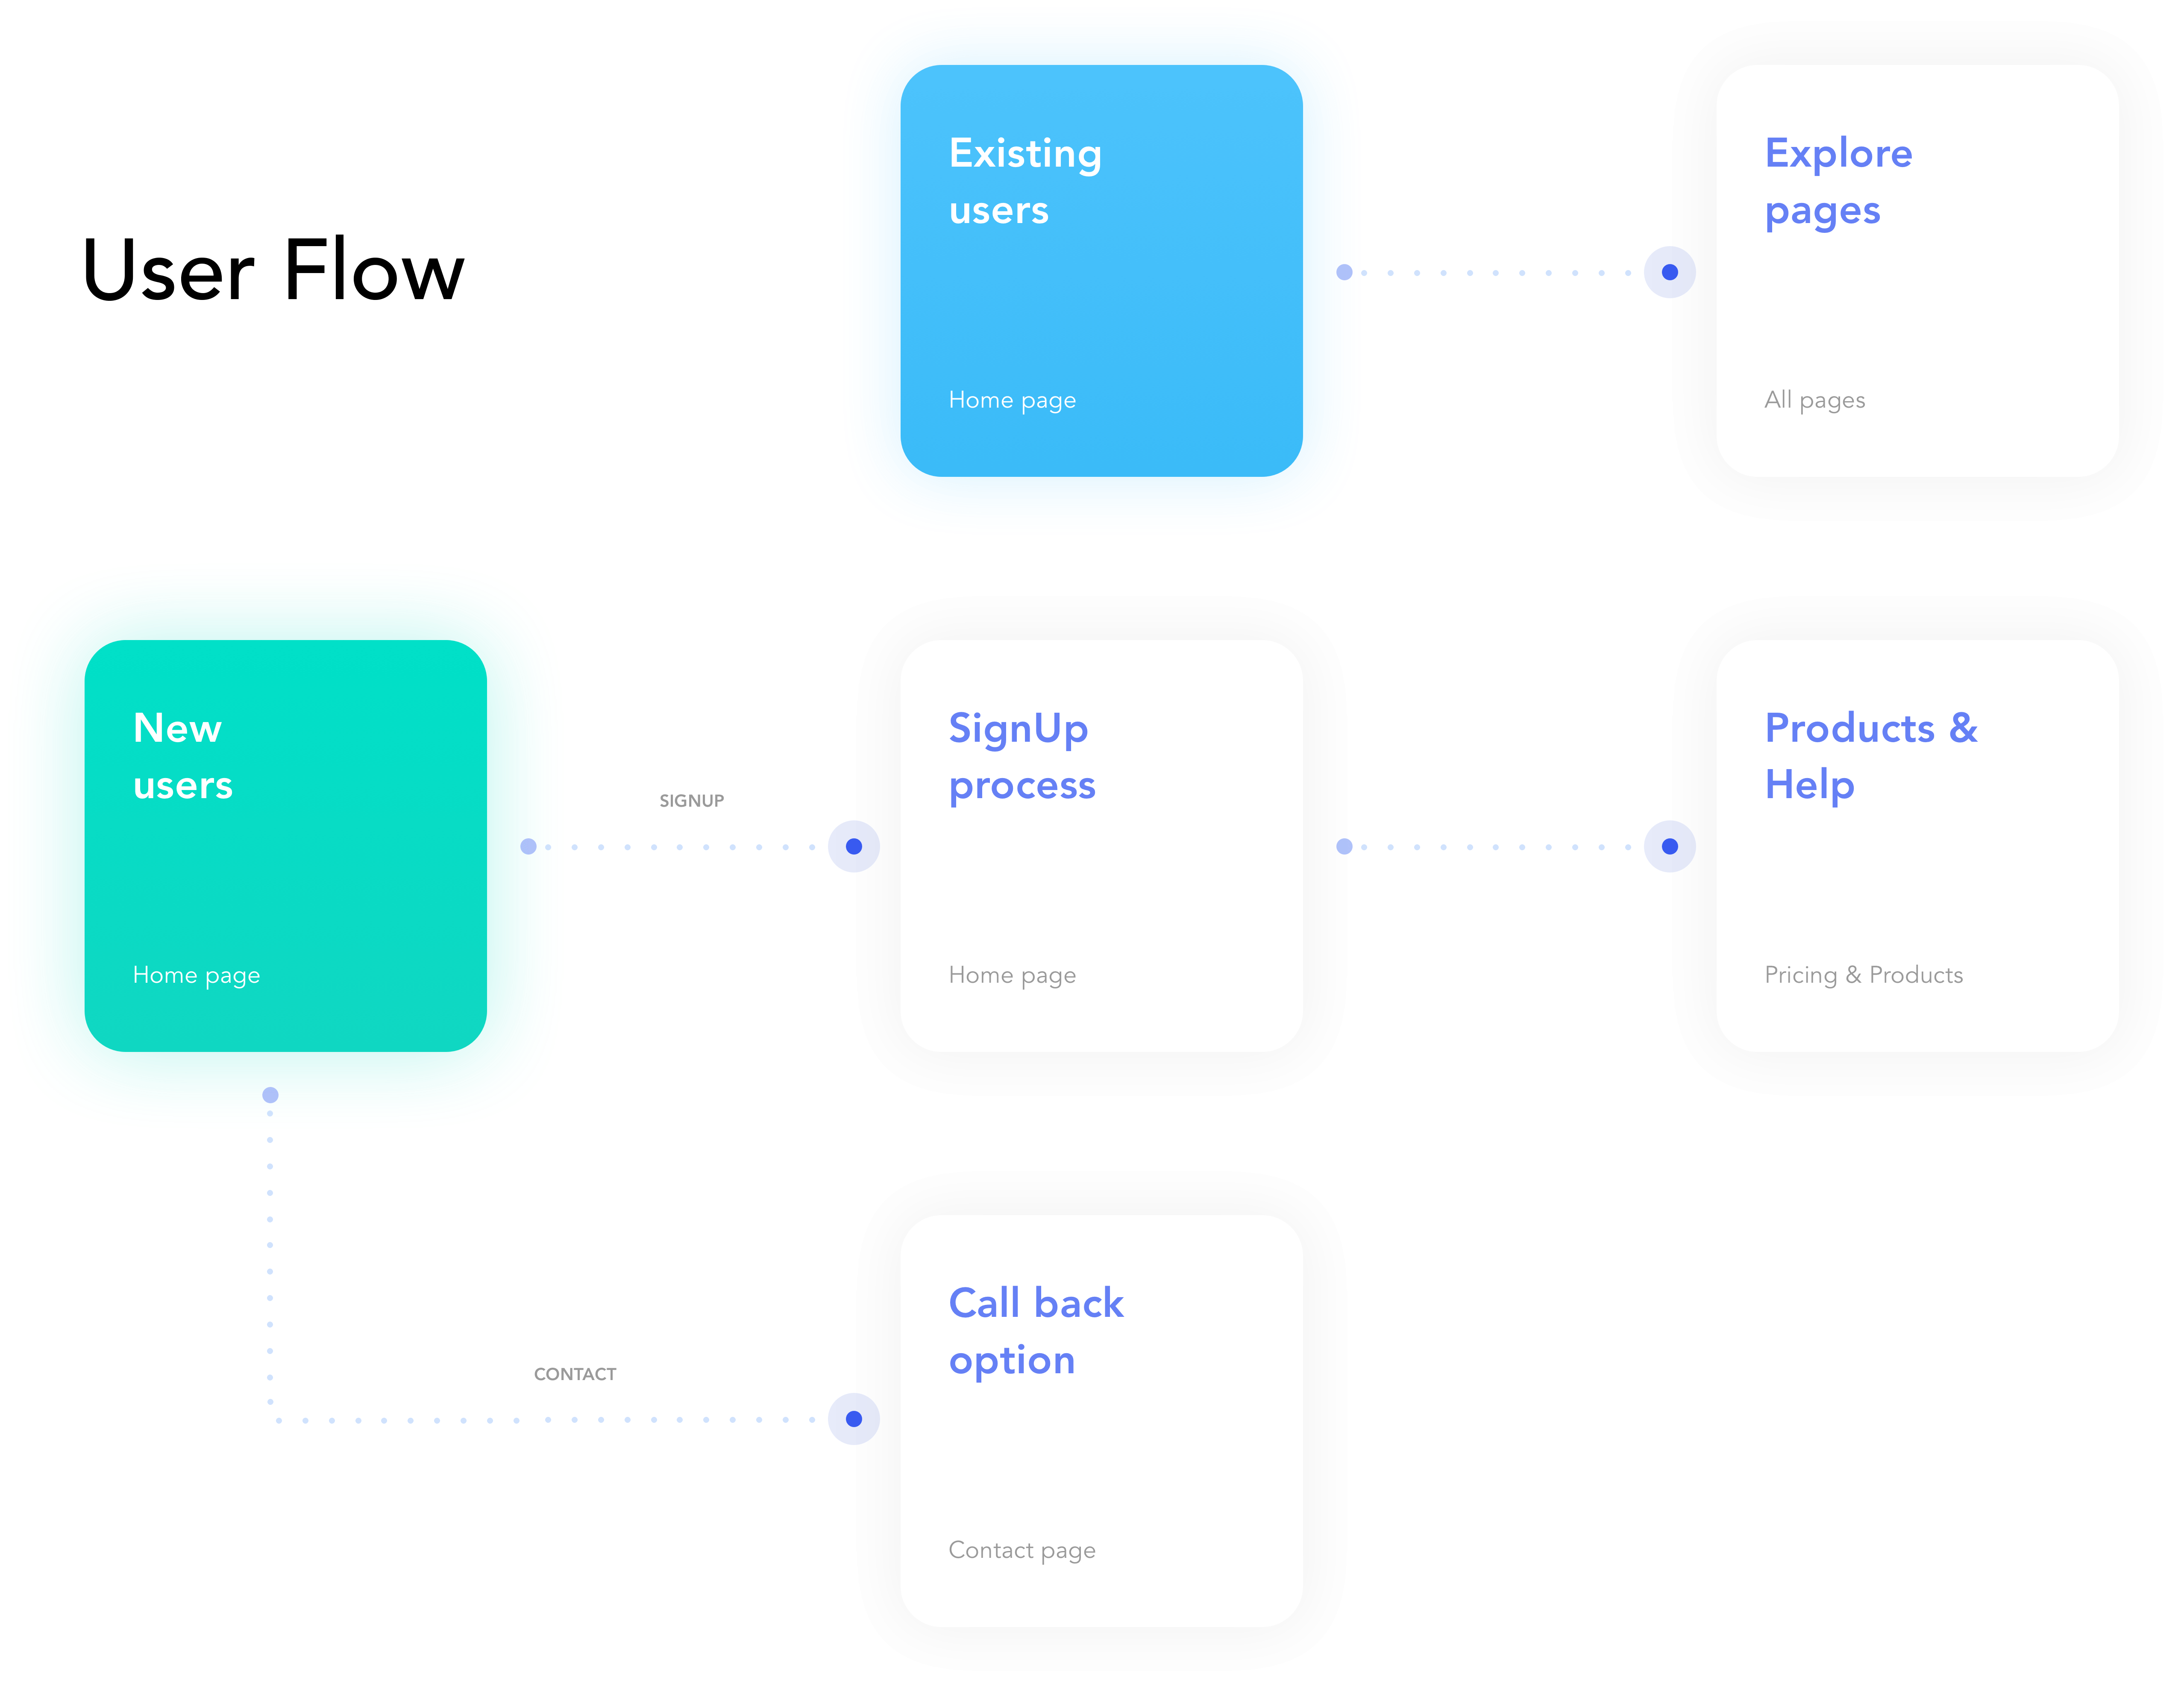 User Flow
Existing
users
Home page
Explore
pages
All pages
New
users
Home page
SIGNUP
SignUp
process
Home page
Products &
Help
Pricing & Products
CONTACT
Call back
option
Contact page